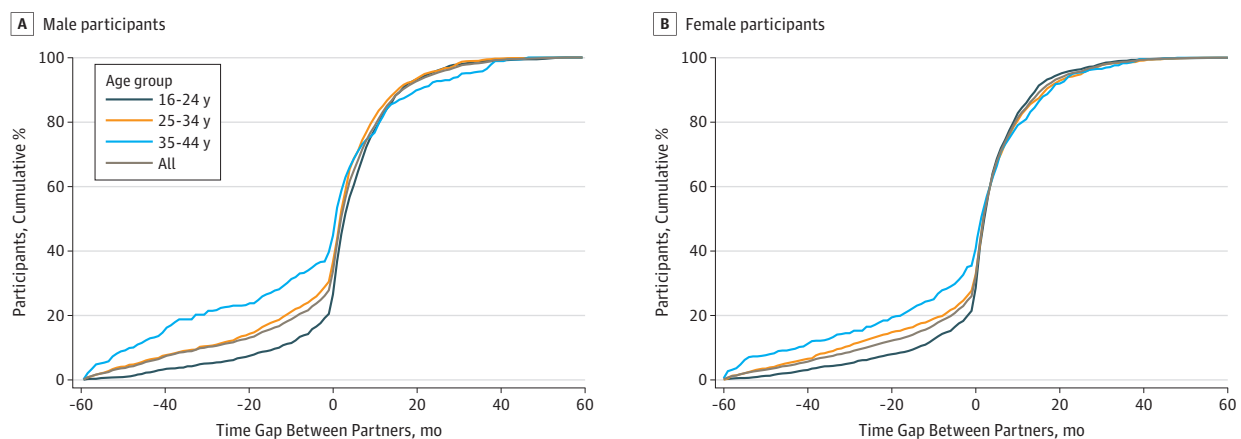 A Male participants
100
80
60
40
20
0
Participants, Cumulative %
Age group
16-24 y
25-34 y
35-44 y
All
-60 -40 -20 0 20 40 60
Time Gap Between Partners, mo
B Female participants
100
80
60
40
20
0
Participants, Cumulative %
-60 -40 -20 0 20 40 60
Time Gap Between Partners, mo